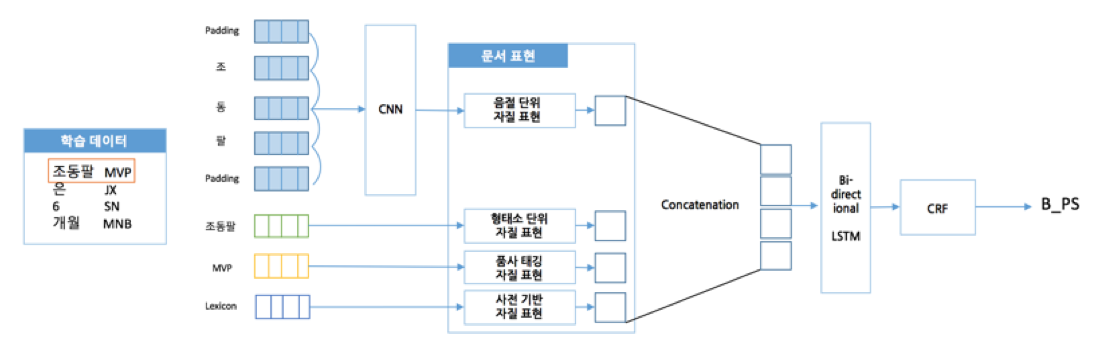 학습 데이터
조동팔 MVP
은 JX
6 SN
개월 MNB
Padding
조
동
팔
Padding
조동팔
MVP
Lexicon
CNN
문서 표현
음절 단위
자질 표현
형태소 단위
자질 표현
품사 태깅
자질 표현
사전 기반
자질 표현
Concatenation
Bi-
direct
ional
LSTM
CRF
B_PS